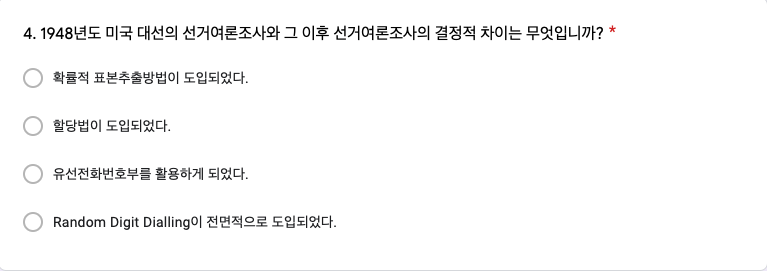 4. 1948년도 미국 대선의 선거여론조사와 그 이후 선거여론조사의 결정적 차이는 무엇입니까? *
확률적 표본추출방법이 도입되었다.
할당법이 도입되었다.
유선전화번호부를 활용하게 되었다.
Random Digit Dialling이 전면적으로 도입되었다.